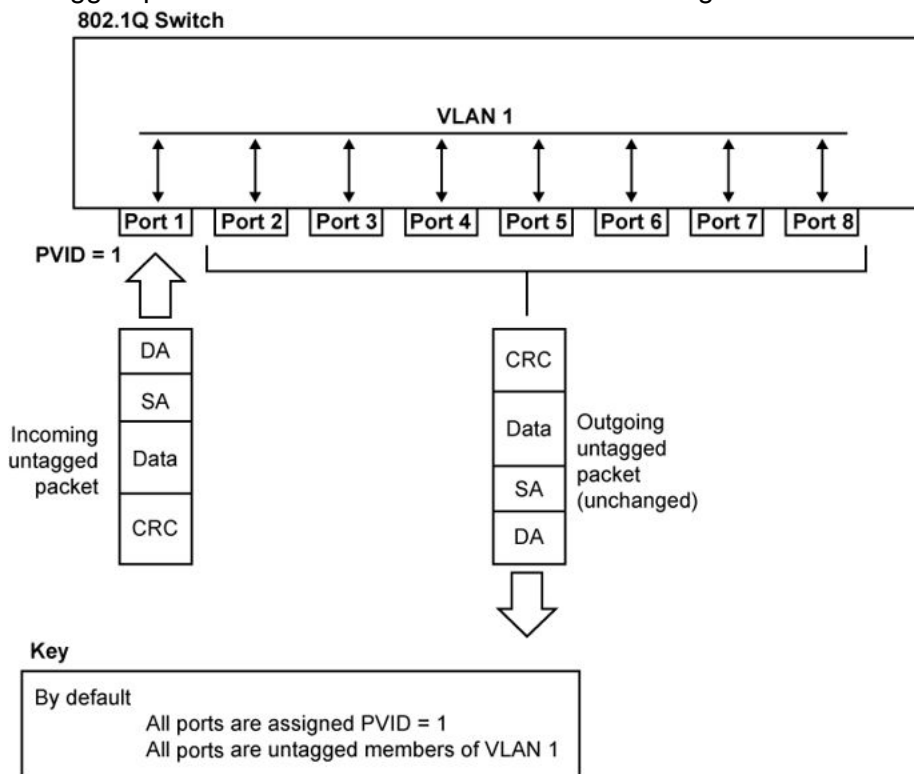 802.1Q Switch
VLAN 1
Port 1
Port 2
Port 3
Port 4
Port 5
Port 6
Port 7
Port 8
PVID = 1
DA
SA
Data
CRC
Incoming
untagged
packet
CRC
Data
SA
DA
Outgoing
untagged
packet
(unchanged)
Key
By default
All ports are assigned PVID = 1
All ports are untagged members of VLAN 1